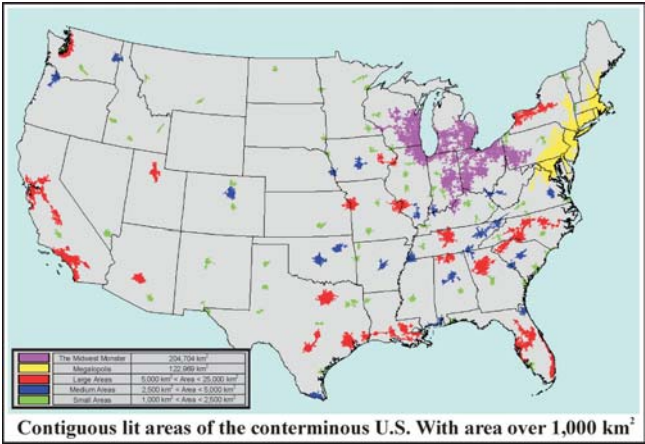 The Midwest Monster 204,704 km²
Megalopolis 122,969 km²
Large Areas 5,000 km² < Area < 25,000 km²
Medium Areas 2,500 km² < Area < 5,000 km²
Small Areas 1,000 km² < Area < 2,500 km²
Contiguous lit areas of the conterminous U.S. With area over 1,000 km²